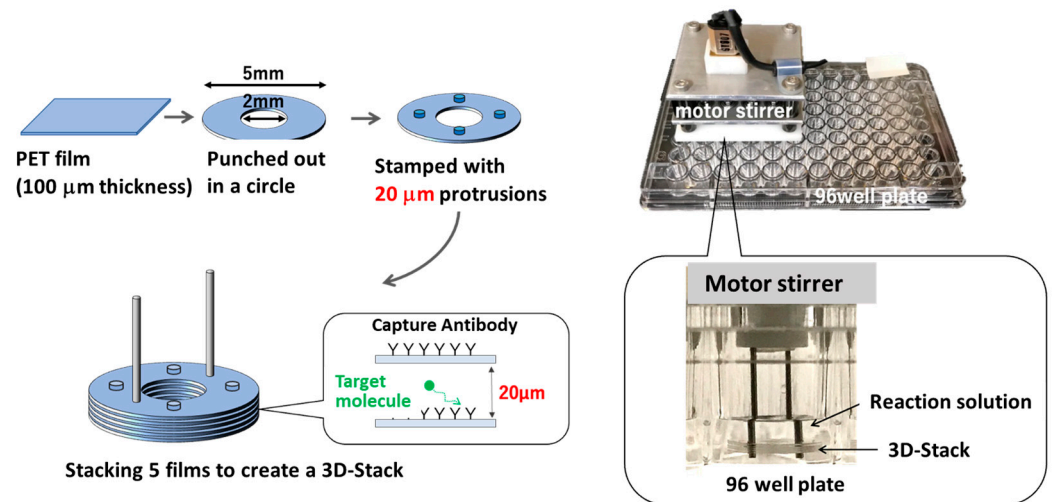 5mm
2mm
PET film
(100 μm thickness)
Punched out
in a circle
Stamped with
20 μm protrusions
Capture Antibody
Target
molecule
20μm
Stacking 5 films to create a 3D-Stack
motor stirrer
96well plate
Motor stirrer
Reaction solution
3D-Stack
96 well plate